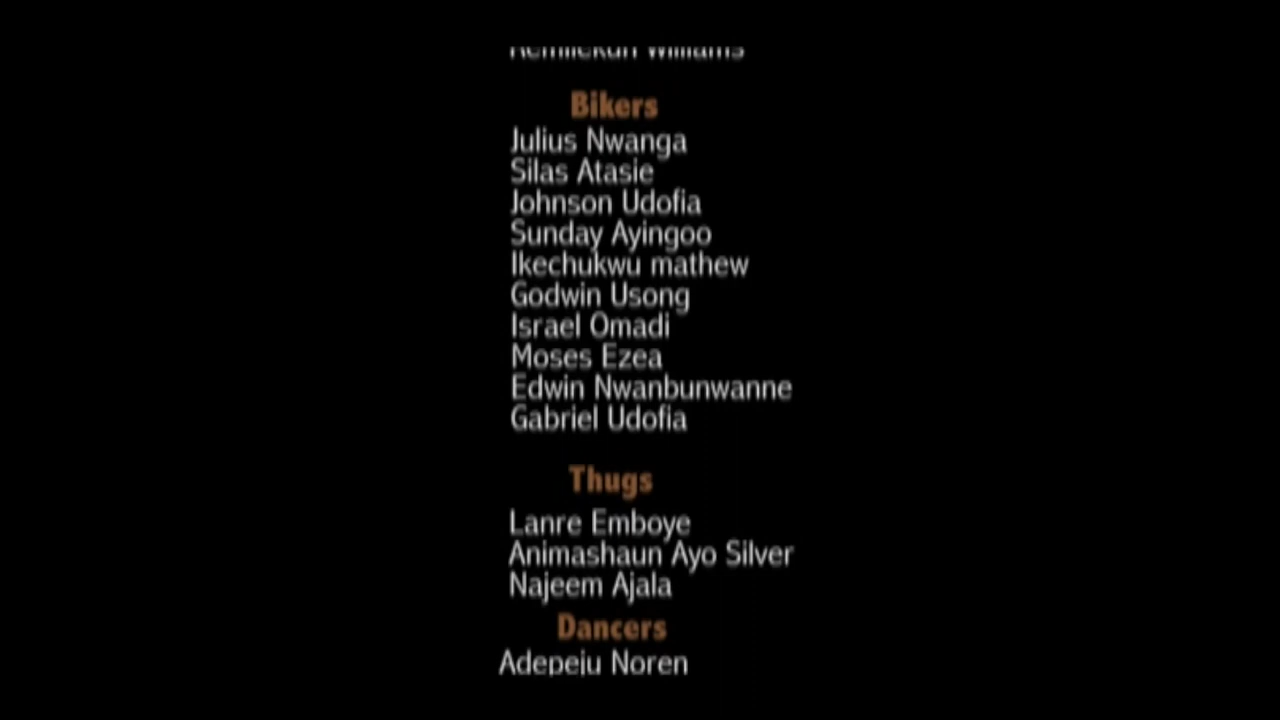 Williams
Bikers
Julius Nwanga
Silas Atasie
Johnson Udofia
Sunday Ayingoo
Ikechukwu mathew
Godwin Usong
Israel Omadi
Moses Ezea
Edwin Nwanbunwanne
Gabriel Udofia
Thugs
Lanre Emboye
Animashaun Ayo Silver
Najeem Ajala
Dancers
Adepeju Noren